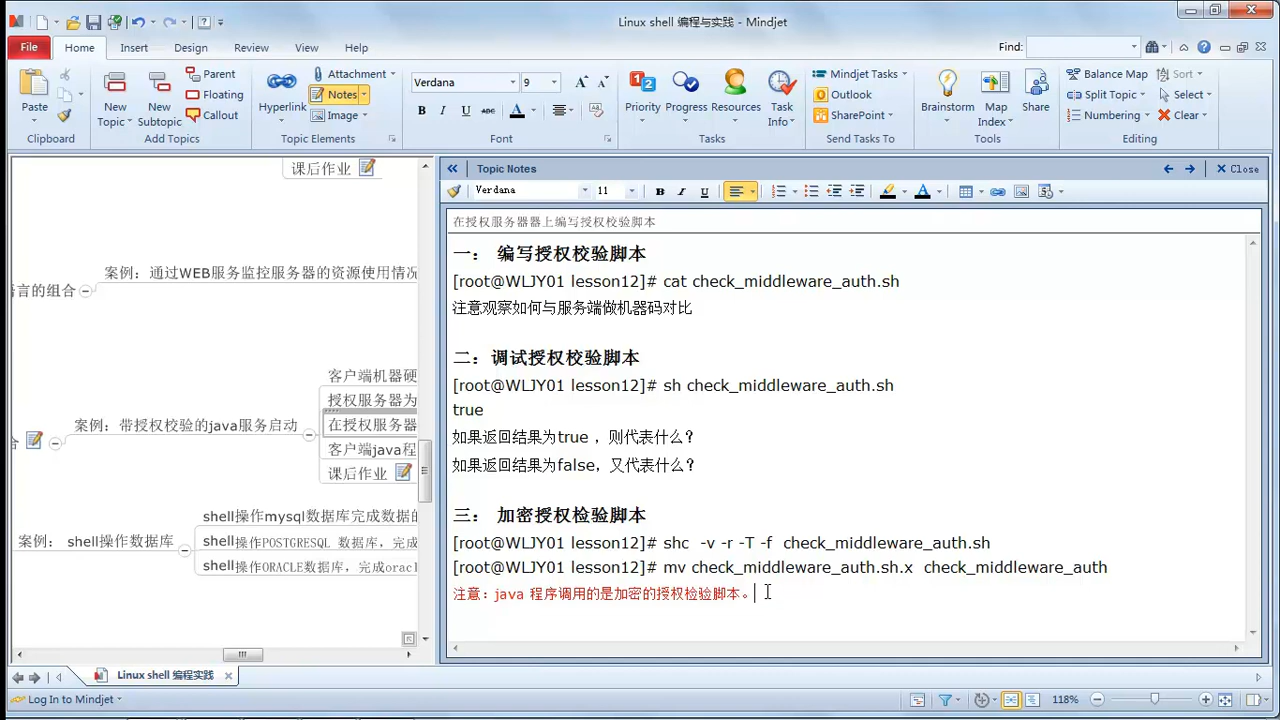 Linux shell 编程与实践 - Mindjet
File Home Insert Design Review View Help Find:
Paste
Clipboard
New Topic
New Subtopic
Parent
Floating
Callout
Add Topics
Hyperlink
Attachment
Notes
Image
Topic Elements
Verdana 9
B I U abc A
Font
Priority
Progress
Resources
Task Info
Tasks
Mindjet Tasks
Outlook
SharePoint
Send Tasks To
Brainstorm
Map Index
Share
Tools
Balance Map
Split Topic
Numbering
Sort
Select
Clear
Editing
课后作业
案例：通过WEB服务监控服务器的资源使用情况
言的组合
客户端机器硬
授权服务器为
案例：带授权校验的java服务启动
在授权服务器
合
客户端java程
课后作业
shell操作mysql数据库完成数据的
案例： shell操作数据库
shell操作POSTGRESQL 数据库，完成
shell操作ORACLE数据库，完成oracl
Topic Notes
Close
Verdana 11
B I U A
在授权服务器器上编写授权校验脚本
一： 编写授权校验脚本
[root@WLJY01 lesson12]# cat check_middleware_auth.sh
注意观察如何与服务端做机器码对比
二：调试授权校验脚本
[root@WLJY01 lesson12]# sh check_middleware_auth.sh
true
如果返回结果为true ，则代表什么？
如果返回结果为false，又代表什么？
三： 加密授权检验脚本
[root@WLJY01 lesson12]# shc -v -r -T -f check_middleware_auth.sh
[root@WLJY01 lesson12]# mv check_middleware_auth.sh.x check_middleware_auth
注意：java 程序调用的是加密的授权检验脚本。
Linux shell 编程实践
Log In to Mindjet
118%